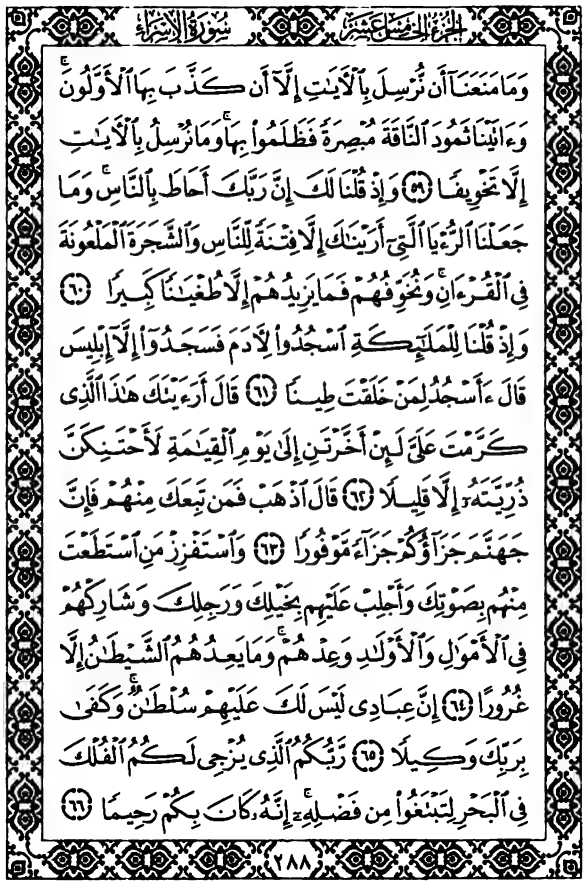 الجزء الخامس عشر سورة الإسراء
وَمَا مَنَعَنَآ أَن نُّرْسِلَ بِٱلْأَيَٰتِ إِلَّآ أَن كَذَّبَ بِهَا ٱلْأَوَّلُونَۚ
وَءَاتَيْنَا ثَمُودَ ٱلنَّاقَةَ مُبْصِرَةً فَظَلَمُوا۟ بِهَاۚ وَمَا نُرْسِلُ بِٱلْأَيَٰتِ
إِلَّا تَخْوِيفًا ٥٩ وَإِذْ قُلْنَا لَكَ إِنَّ رَبَّكَ أَحَاطَ بِٱلنَّاسِۚ وَمَا
جَعَلْنَا ٱلرُّءْيَا ٱلَّتِىٓ أَرَيْنَٰكَ إِلَّا فِتْنَةً لِّلنَّاسِ وَٱلشَّجَرَةَ ٱلْمَلْعُونَةَ
فِى ٱلْقُرْءَانِۚ وَنُخَوِّفُهُمْ فَمَا يَزِيدُهُمْ إِلَّا طُغْيَٰنًا كَبِيرًا ٦٠
وَإِذْ قُلْنَا لِلْمَلَٰٓئِكَةِ ٱسْجُدُوا۟ لِأَدَمَ فَسَجَدُوٓا۟ إِلَّآ إِبْلِيسَ
قَالَ ءَأَسْجُدُ لِمَنْ خَلَقْتَ طِينًا ٦١ قَالَ أَرَءَيْتَكَ هَٰذَا ٱلَّذِى
كَرَّمْتَ عَلَىَّ لَئِنْ أَخَّرْتَنِ إِلَىٰ يَوْمِ ٱلْقِيَٰمَةِ لَأَحْتَنِكَنَّ
ذُرِّيَّتَهُۥٓ إِلَّا قَلِيلًا ٦٢ قَالَ ٱذْهَبْ فَمَن تَبِعَكَ مِنْهُمْ فَإِنَّ
جَهَنَّمَ جَزَآؤُكُمْ جَزَآءً مَّوْفُورًا ٦٣ وَٱسْتَفْزِزْ مَنِ ٱسْتَطَعْتَ
مِنْهُم بِصَوْتِكَ وَأَجْلِبْ عَلَيْهِم بِخَيْلِكَ وَرَجِلِكَ وَشَارِكْهُمْ
فِى ٱلْأَمْوَٰلِ وَٱلْأَوْلَٰدِ وَعِدْهُمْۚ وَمَا يَعِدُهُمُ ٱلشَّيْطَٰنُ إِلَّا
غُرُورًا ٦٤ إِنَّ عِبَادِى لَيْسَ لَكَ عَلَيْهِمْ سُلْطَٰنٌۚ وَكَفَىٰ
بِرَبِّكَ وَكِيلًا ٦٥ رَّبُّكُمُ ٱلَّذِى يُزْجِى لَكُمُ ٱلْفُلْكَ
فِى ٱلْبَحْرِ لِتَبْتَغُوا۟ مِن فَضْلِهِۦٓۚ إِنَّهُۥ كَانَ بِكُمْ رَحِيمًا ٦٦
٢٨٨